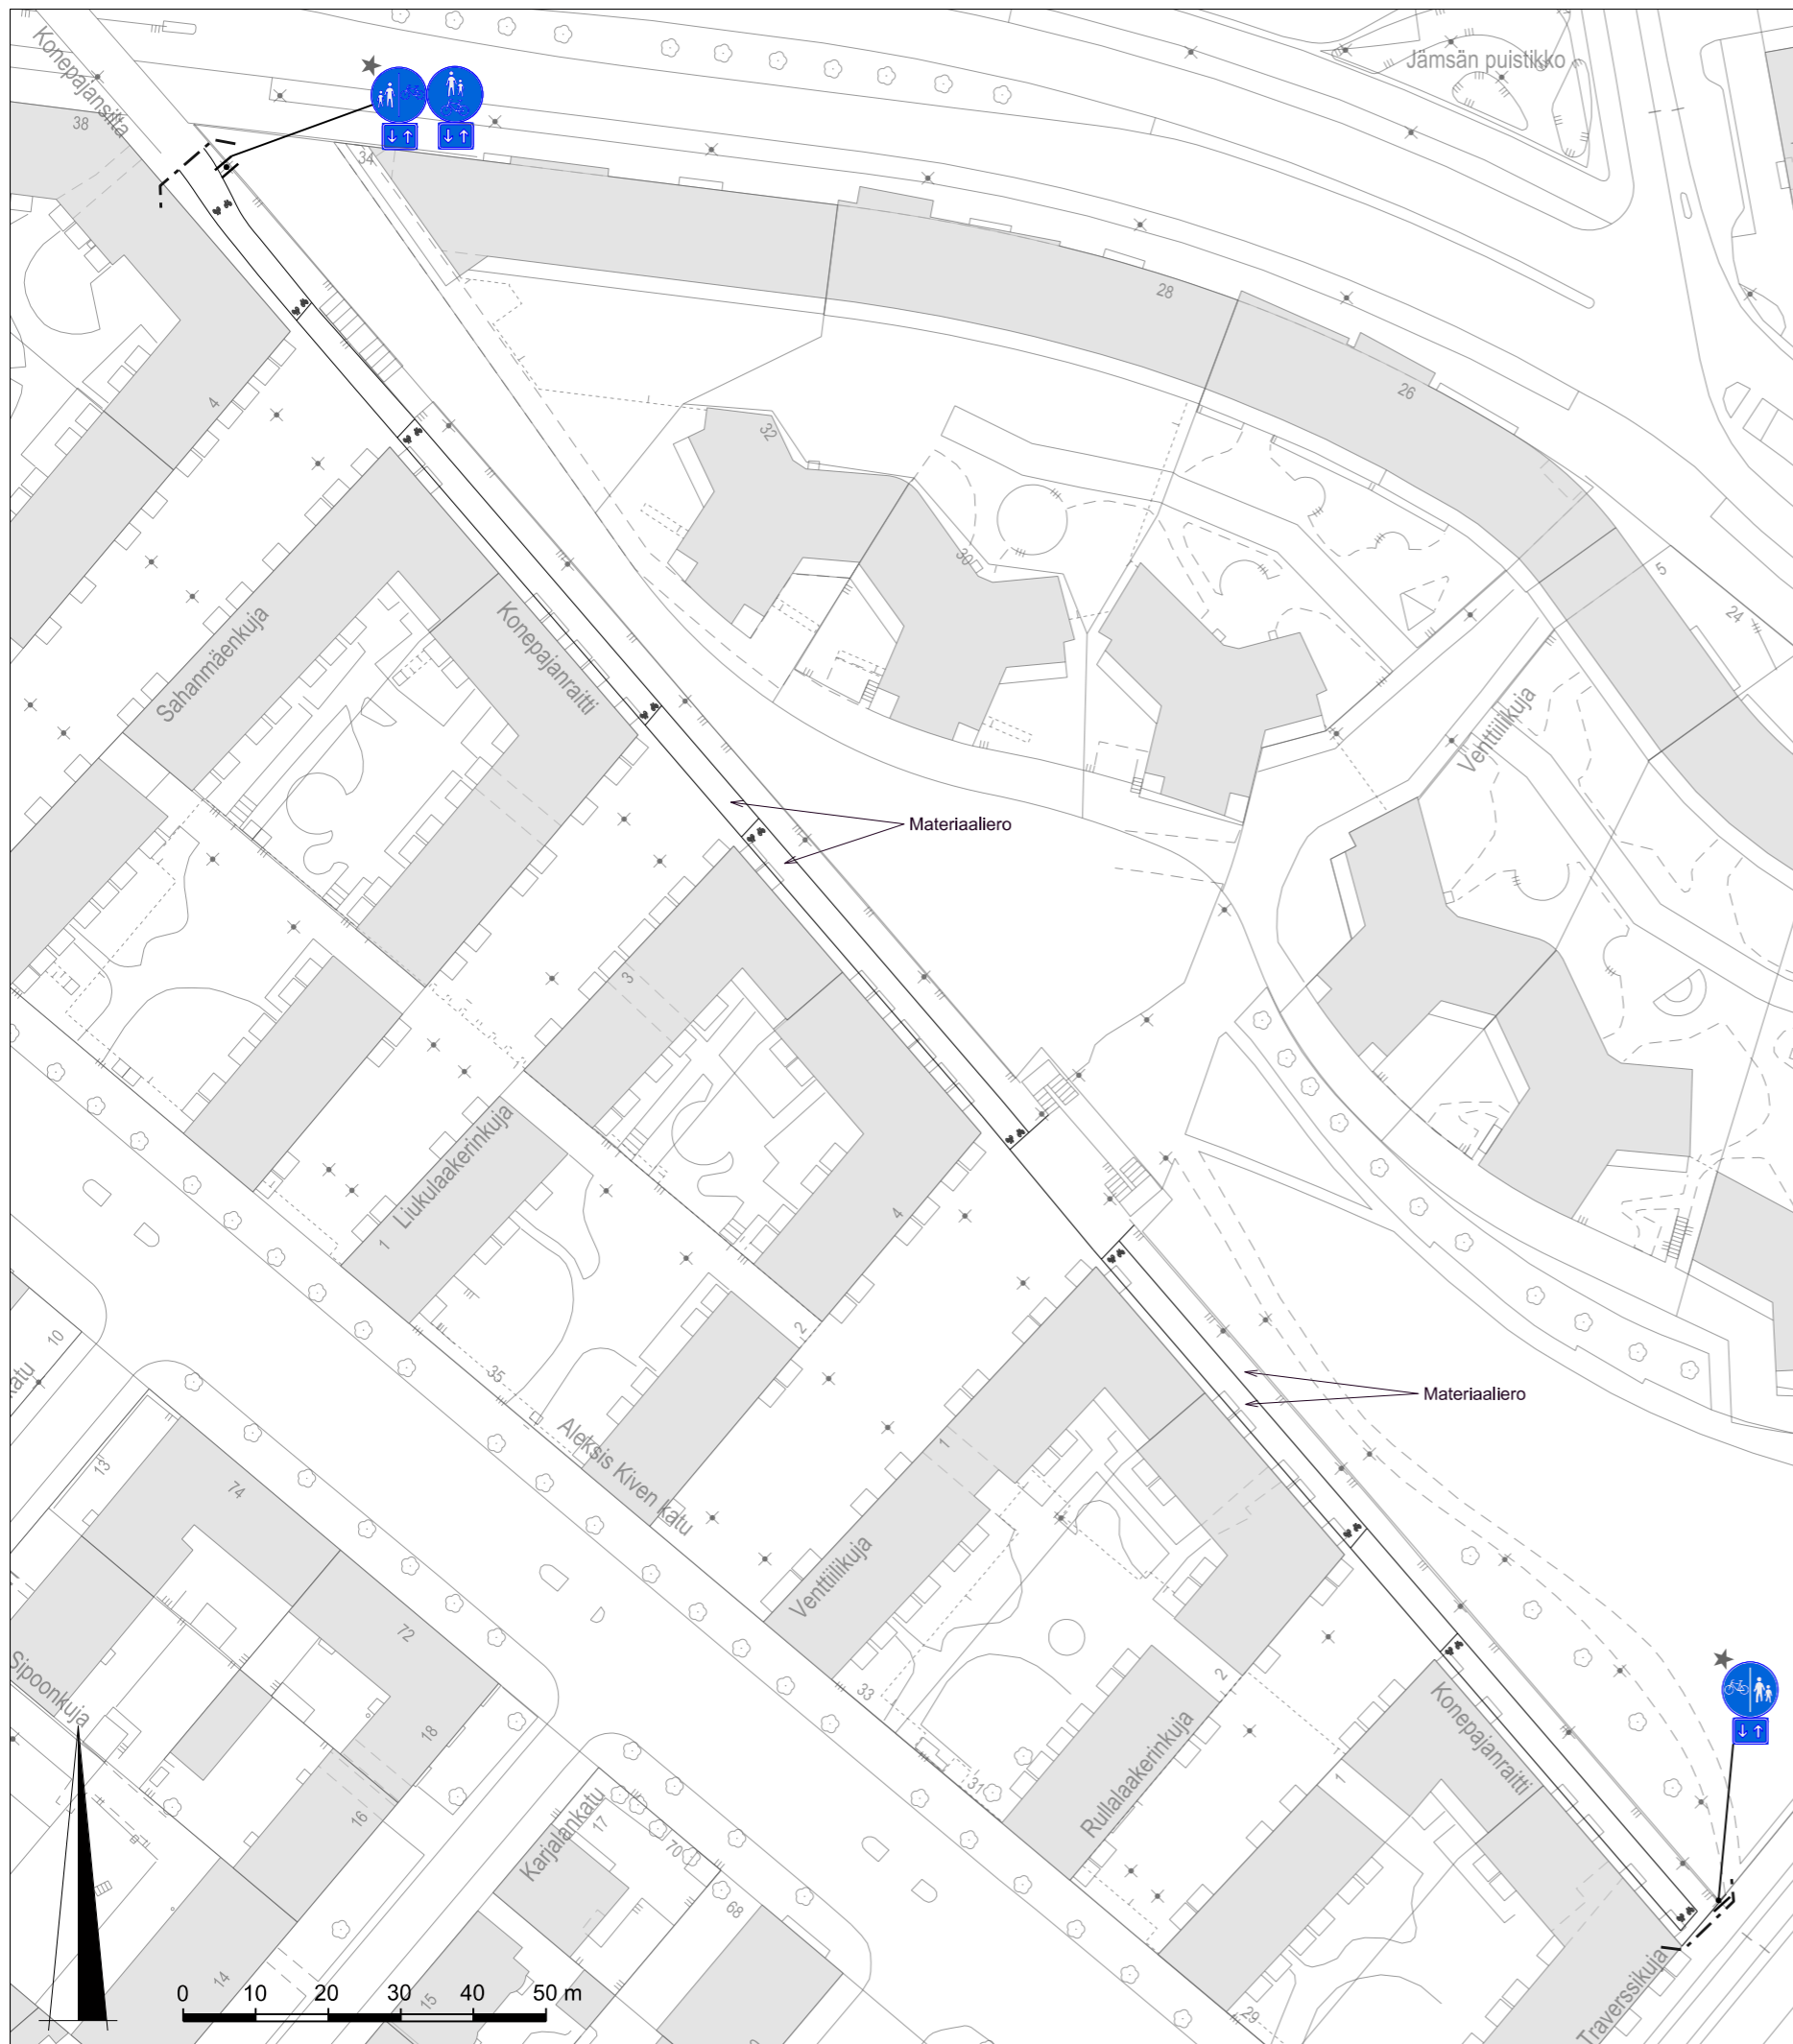 Konepajansilta
Jämsän puistikko
38
34
28
26
4
32
30
5
24
Sahanmäenkuja
Konepajanraitti
Venttiilikuja
Materiaaliero
3
Liukulaakerinkuja
1
4
2
35
10
katu
Materiaaliero
Aleksis Kiven katu
1
13
74
Venttiilikuja
72
Sipoonkuja
33
2
Konepajanraitti
18
31
Rullalaakerinkuja
1
16
Karjalankatu
17
70
68
14
15
29
Traverssikuja
0 10 20 30 40 50 m